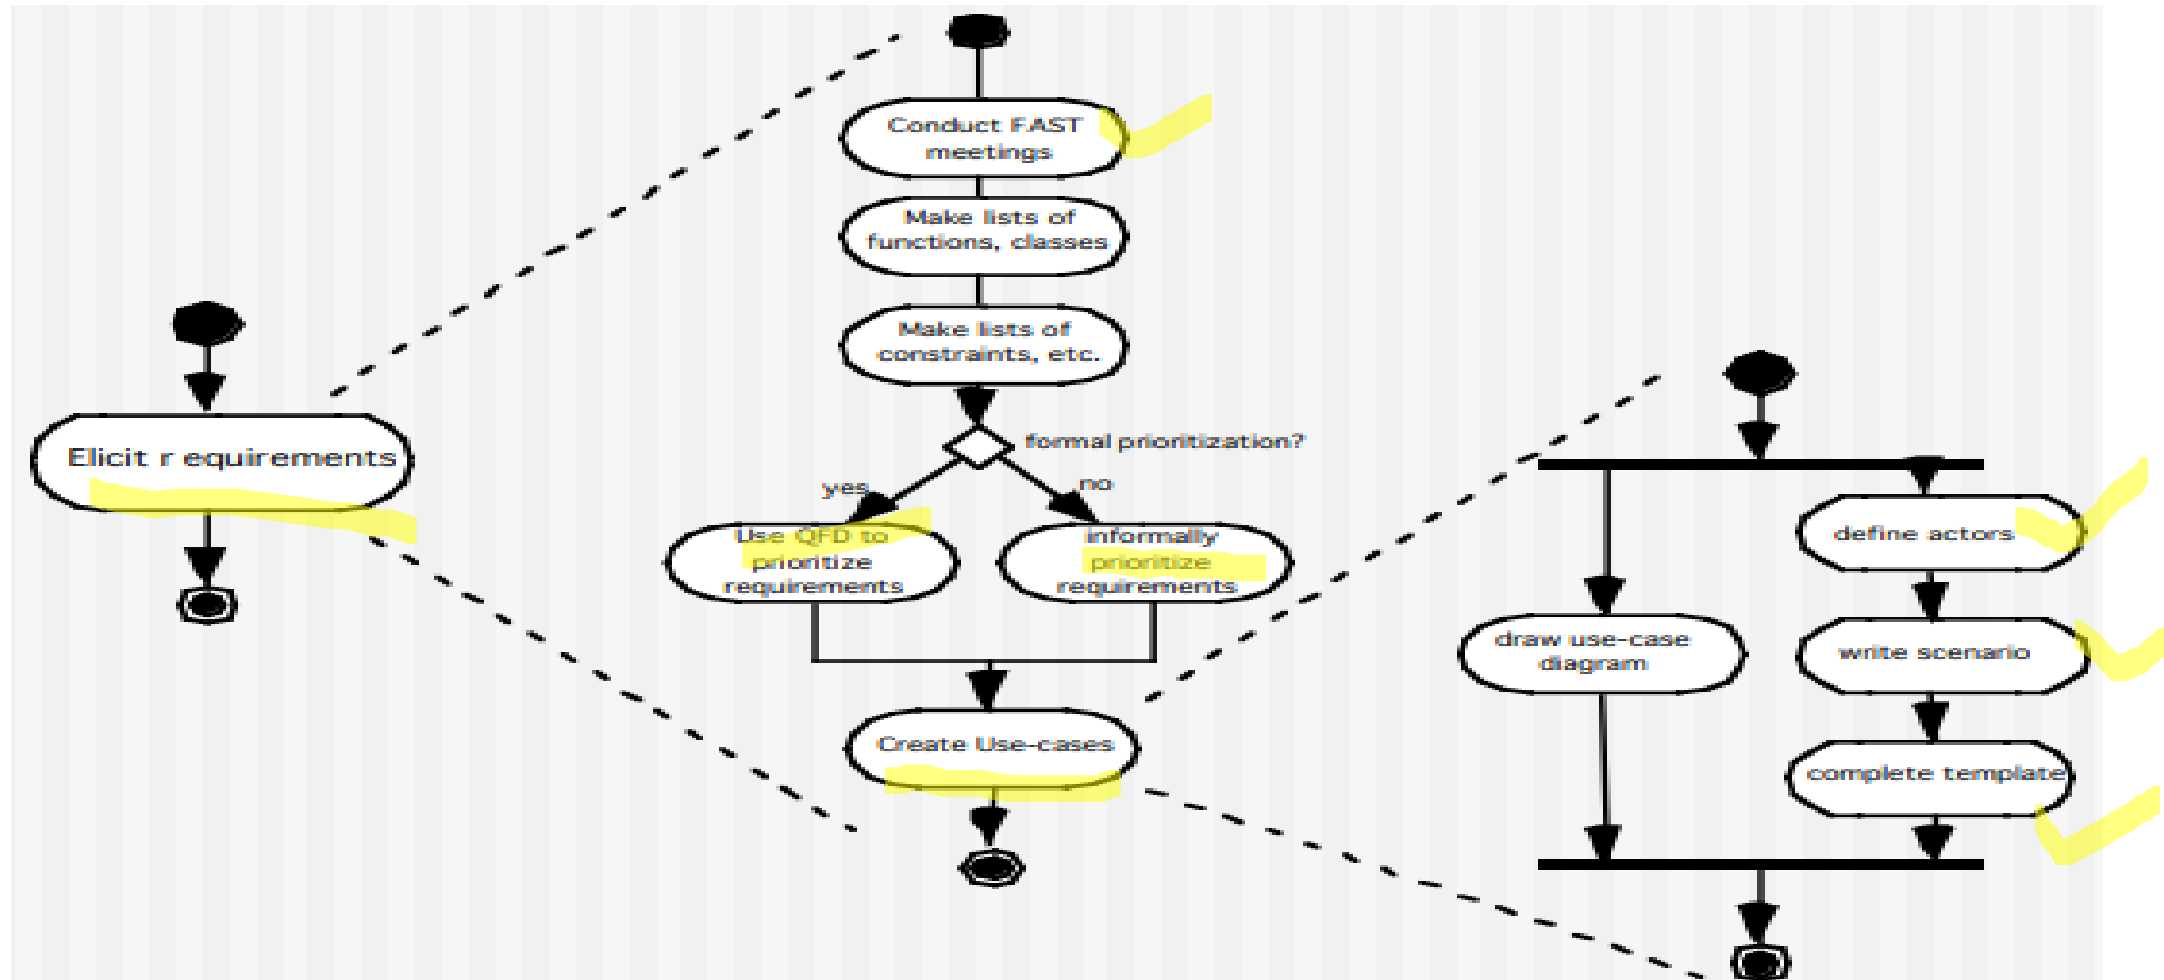 Conduct FAST
meetings
Make lists of
functions, classes
Make lists of
constraints, etc.
formal prioritization?
yes
no
Use QFD to
prioritize
requirements
informally
prioritize
requirements
Create Use-cases
Elicit r equirements
define actors
draw use-case
diagram
write scenario
complete template